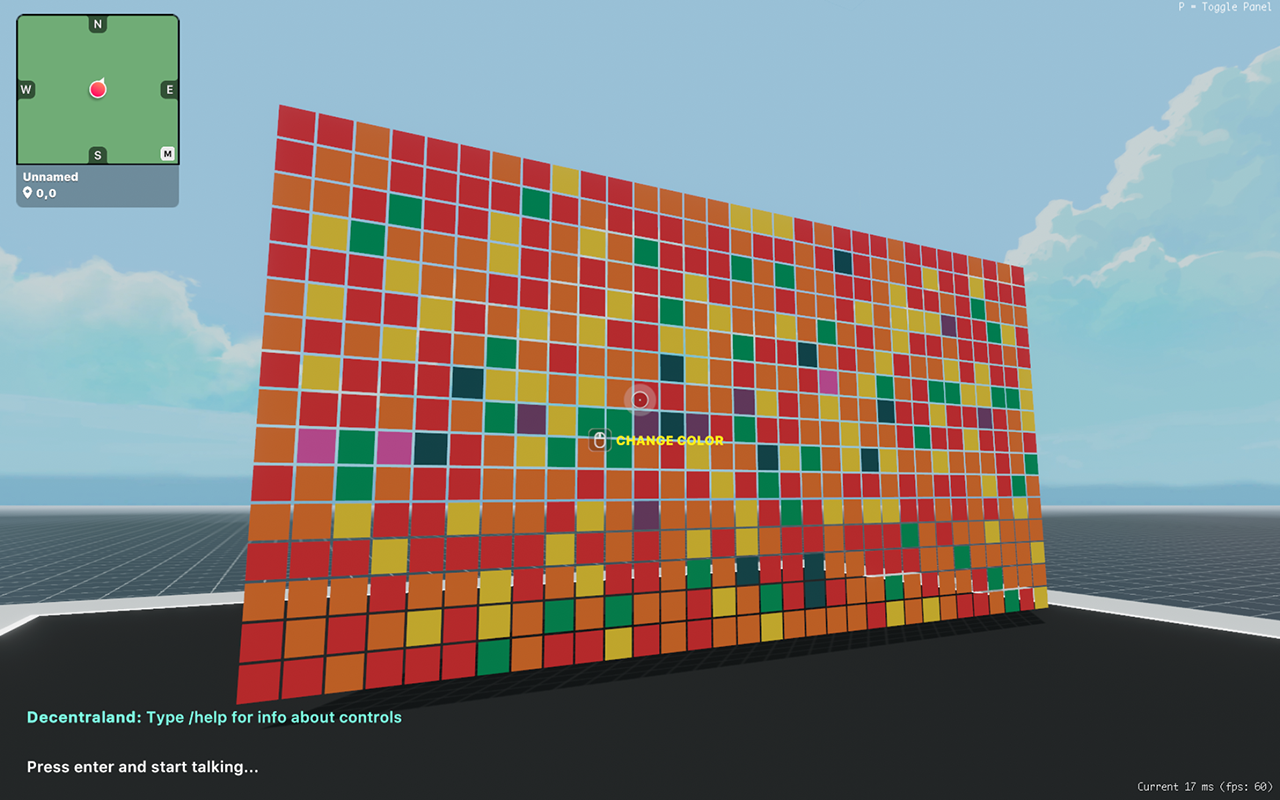 P = Toggle Panel
N
W
E
S
M
Unnamed
0,0
CHANGE COLOR
Decentraland: Type /help for info about controls
Press enter and start talking...
Current 17 ms (fps: 60)